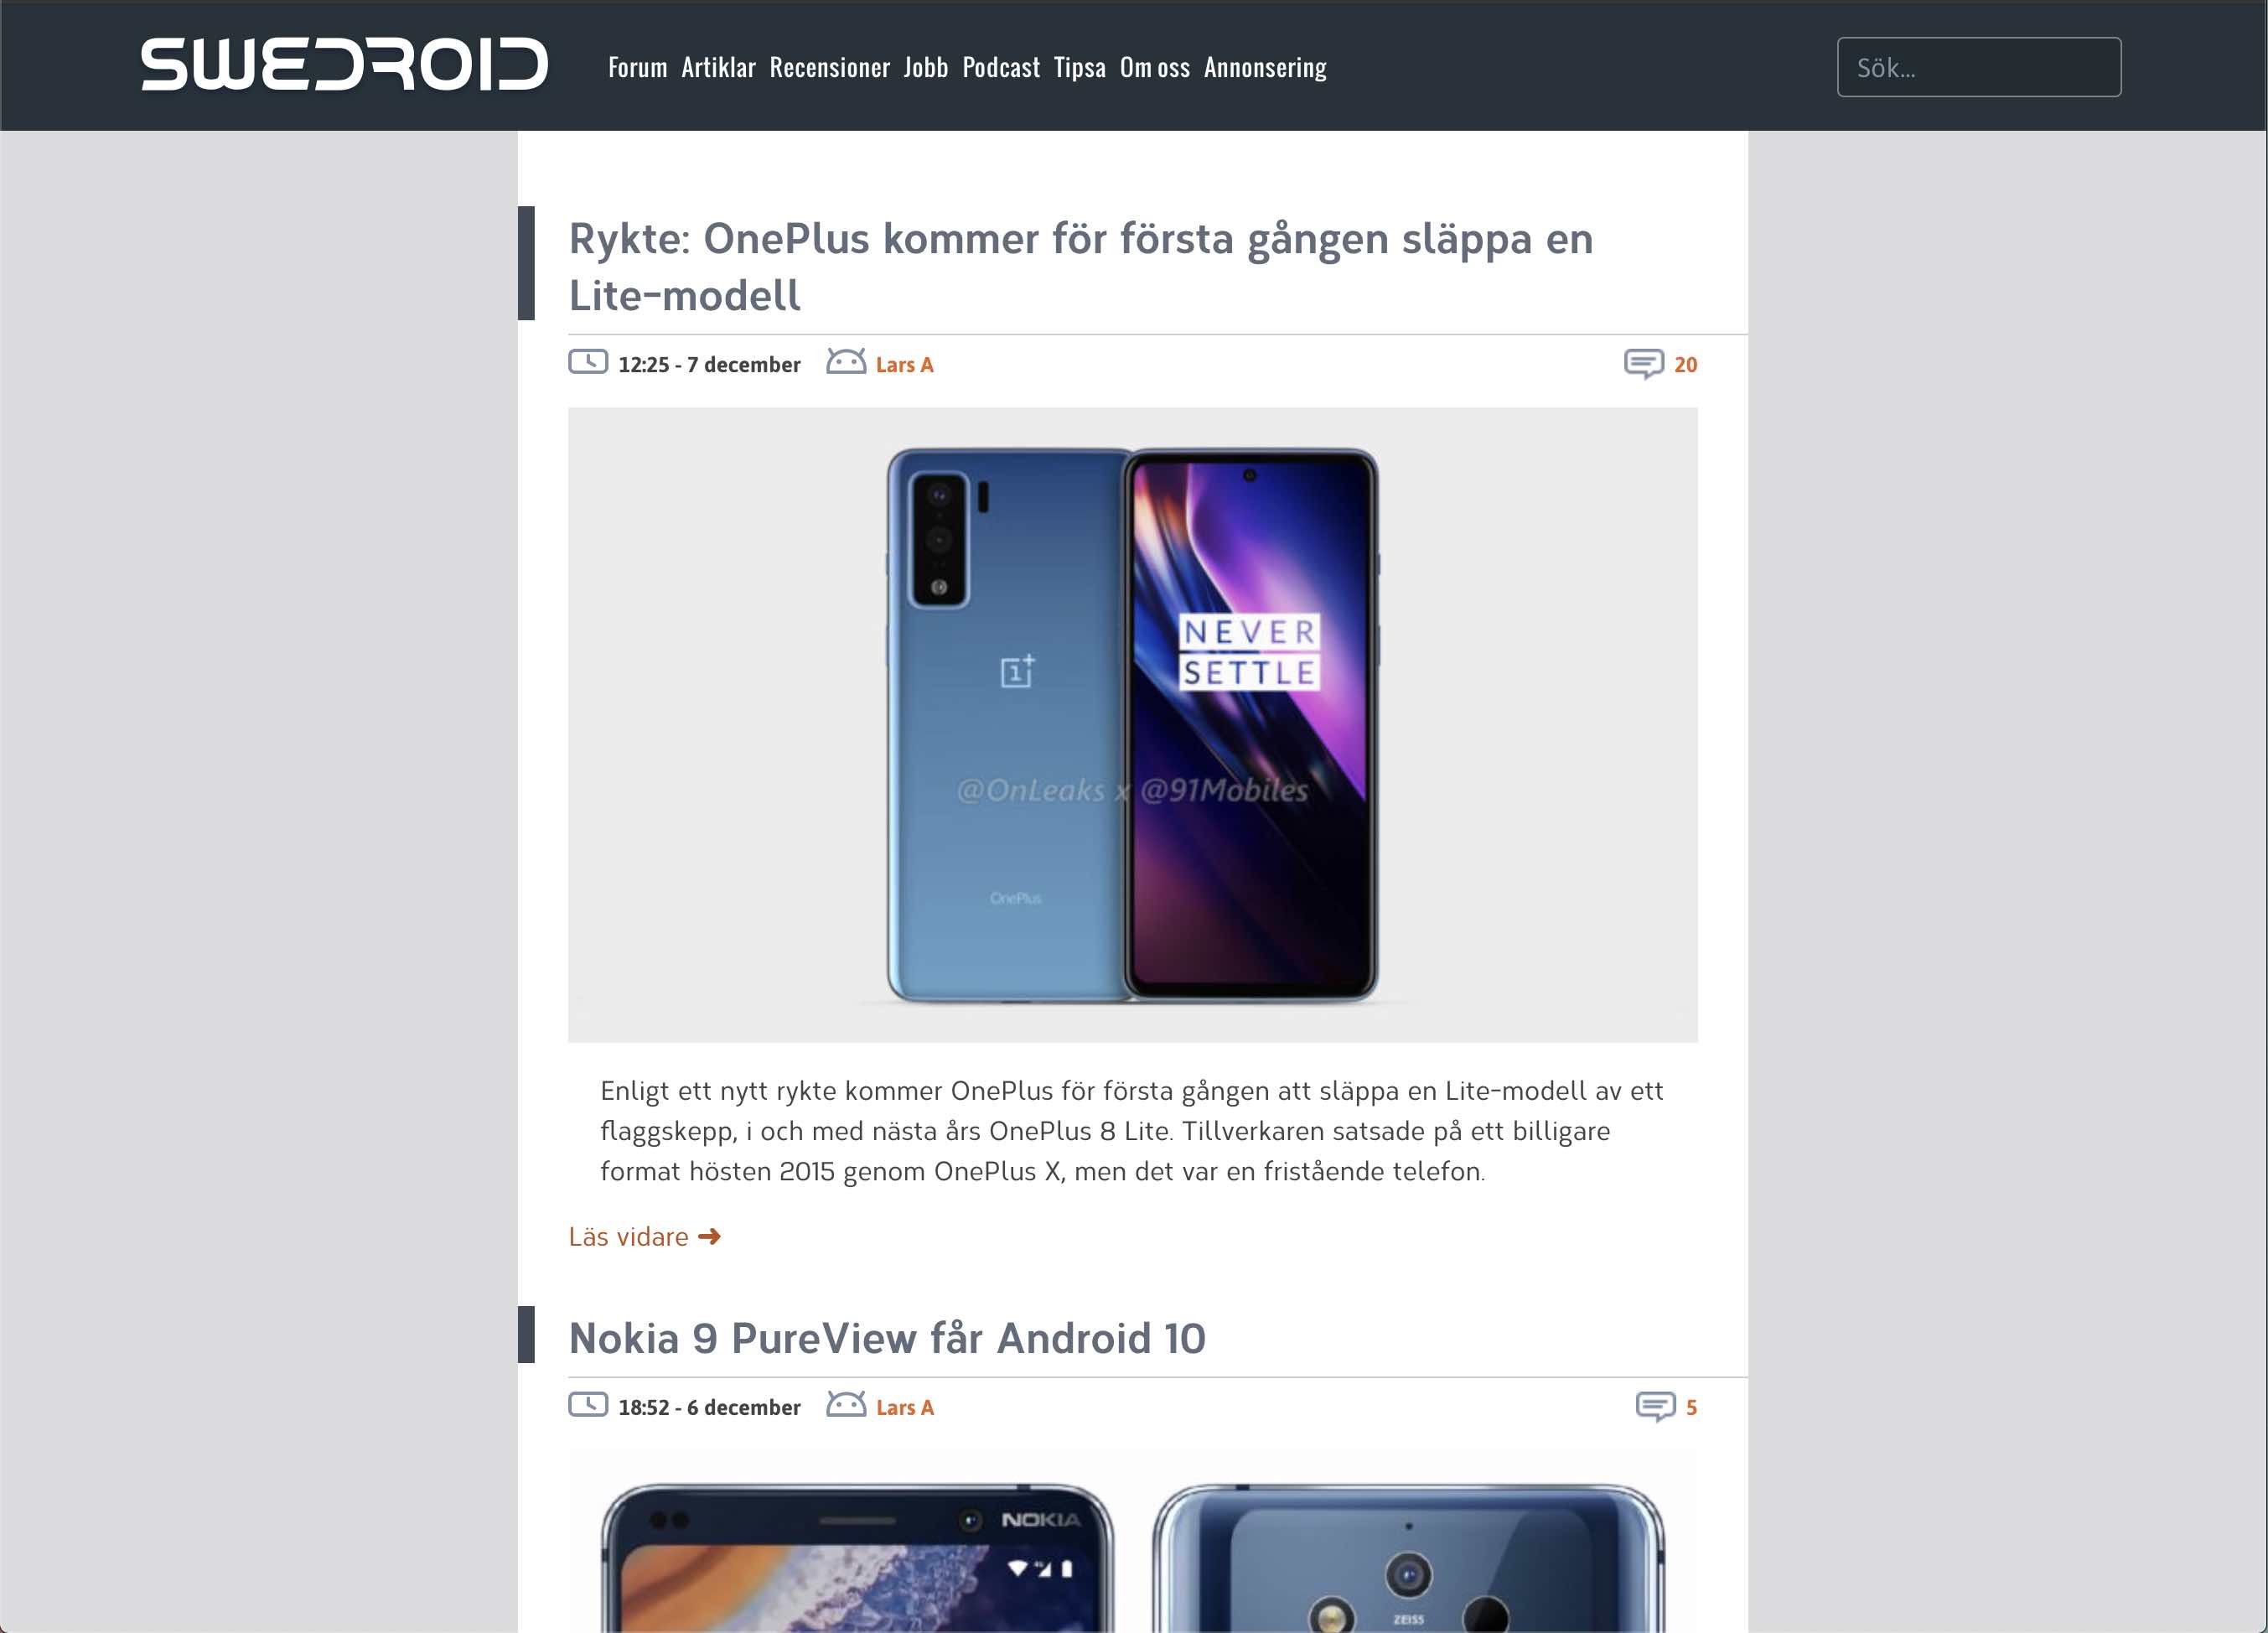 SWEDROID
Forum Artiklar Recensioner Jobb Podcast Tipsa Om oss Annonsering
Sök...
Rykte: OnePlus kommer för första gången släppa en
Lite-modell
12:25 - 7 december Lars A 20
NEVER
SETTLE
1+
@OnLeaks x @91Mobiles
OnePlus
Enligt ett nytt rykte kommer OnePlus för första gången att släppa en Lite-modell av ett
flaggskepp, i och med nästa års OnePlus 8 Lite. Tillverkaren satsade på ett billigare
format hösten 2015 genom OnePlus X, men det var en fristående telefon.
Läs vidare ➔
Nokia 9 PureView får Android 10
18:52 - 6 december Lars A 5
NOKIA
ZEISS